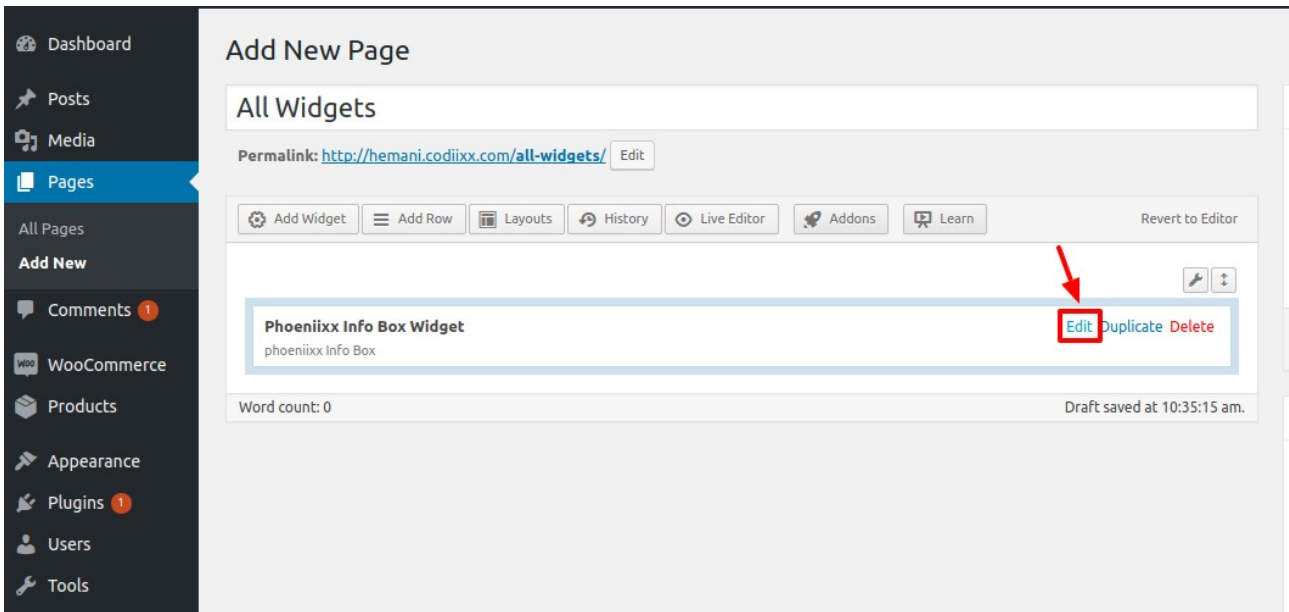 Dashboard
Posts
Media
Pages
All Pages
Add New
Comments 1
WOO WooCommerce
Products
Appearance
Plugins 1
Users
Tools
Add New Page
All Widgets
Permalink: http://hemani.codiixx.com/all-widgets/ Edit
Add Widget Add Row Layouts History Live Editor Addons Learn Revert to Editor
Phoeniixx Info Box Widget Edit Duplicate Delete
phoeniixx Info Box
Word count: 0 Draft saved at 10:35:15 am.